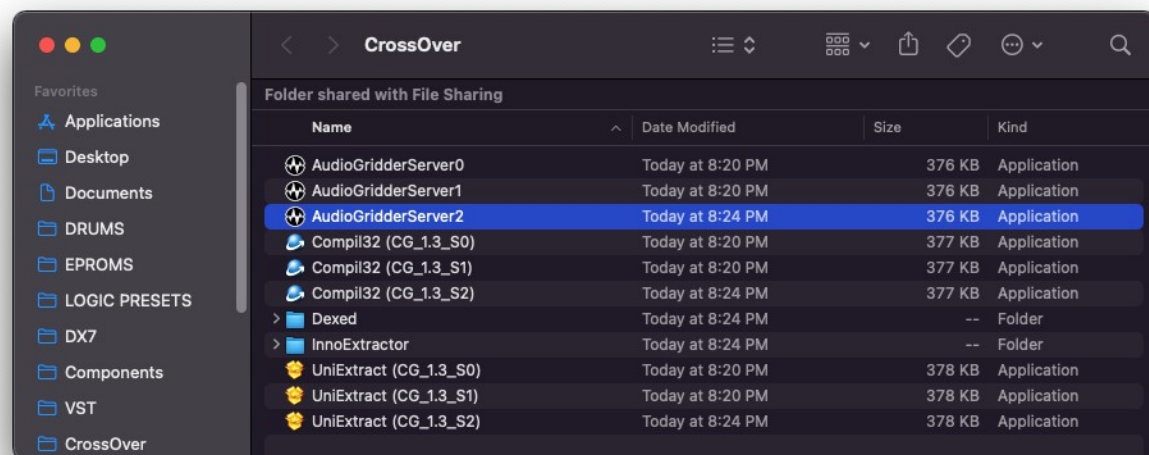 CrossOver
Favorites
Applications
Desktop
Documents
DRUMS
EPROMS
LOGIC PRESETS
DX7
Components
VST
CrossOver
Folder shared with File Sharing
Name Date Modified Size Kind
AudioGridderServer0 Today at 8:20 PM 376 KB Application
AudioGridderServer1 Today at 8:20 PM 376 KB Application
AudioGridderServer2 Today at 8:24 PM 376 KB Application
Compil32 (CG_1.3_S0) Today at 8:20 PM 377 KB Application
Compil32 (CG_1.3_S1) Today at 8:20 PM 377 KB Application
Compil32 (CG_1.3_S2) Today at 8:24 PM 377 KB Application
Dexed Today at 8:24 PM -- Folder
InnoExtractor Today at 8:24 PM -- Folder
UniExtract (CG_1.3_S0) Today at 8:20 PM 378 KB Application
UniExtract (CG_1.3_S1) Today at 8:20 PM 378 KB Application
UniExtract (CG_1.3_S2) Today at 8:24 PM 378 KB Application